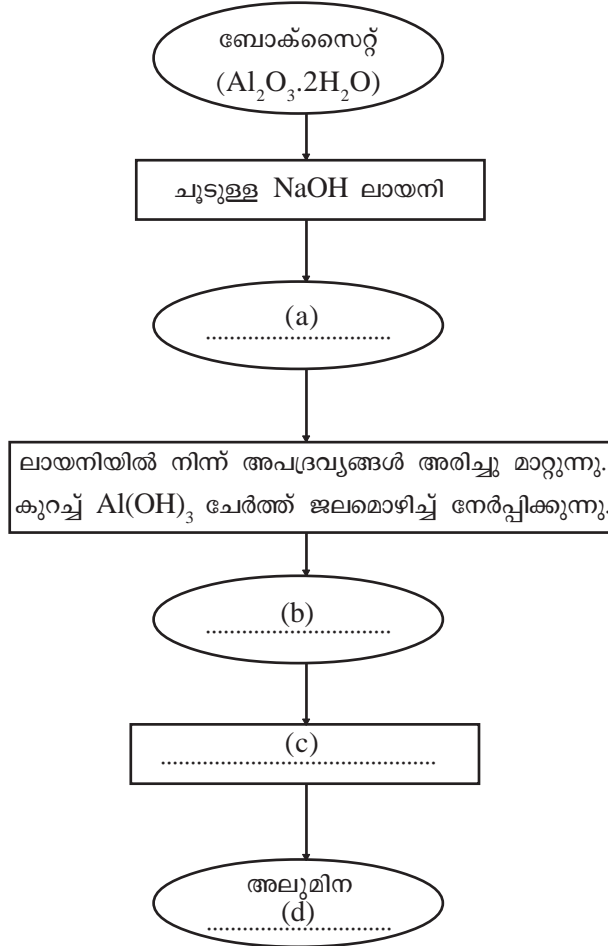 ബോക്സൈറ്റ്
(Al₂O₃.2H₂O)
ചൂടുള്ള NaOH ലായനി
(a)
................................
ലായനിയിൽ നിന്ന് അപദ്രവ്യങ്ങൾ അരിച്ചു മാറ്റുന്നു.
കുറച്ച് Al(OH)₃ ചേർത്ത് ജലമൊഴിച്ച് നേർപ്പിക്കുന്നു.
(b)
................................
(c)
................................................
അലുമിന
(d)
................................